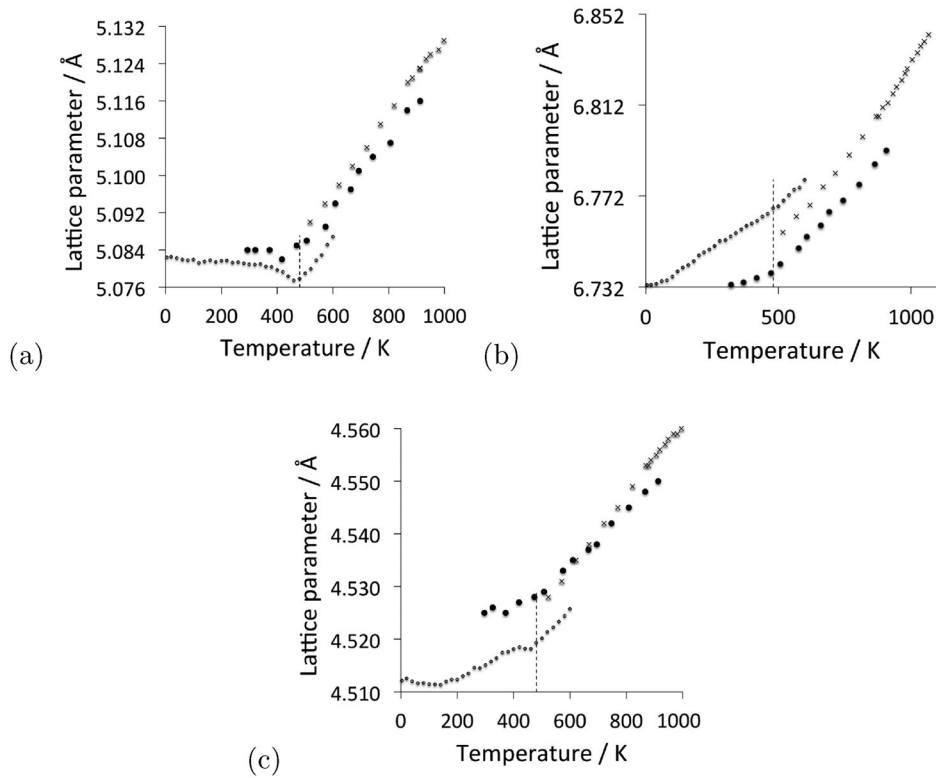 5.132
5.124
5.116
5.108
5.100
5.092
5.084
5.076
Lattice parameter / Å
0 200 400 600 800 1000
Temperature / K
(a)
6.852
6.812
6.772
6.732
Lattice parameter / Å
0 500 1000
Temperature / K
(b)
4.560
4.550
4.540
4.530
4.520
4.510
Lattice parameter / Å
0 200 400 600 800 1000
Temperature / K
(c)